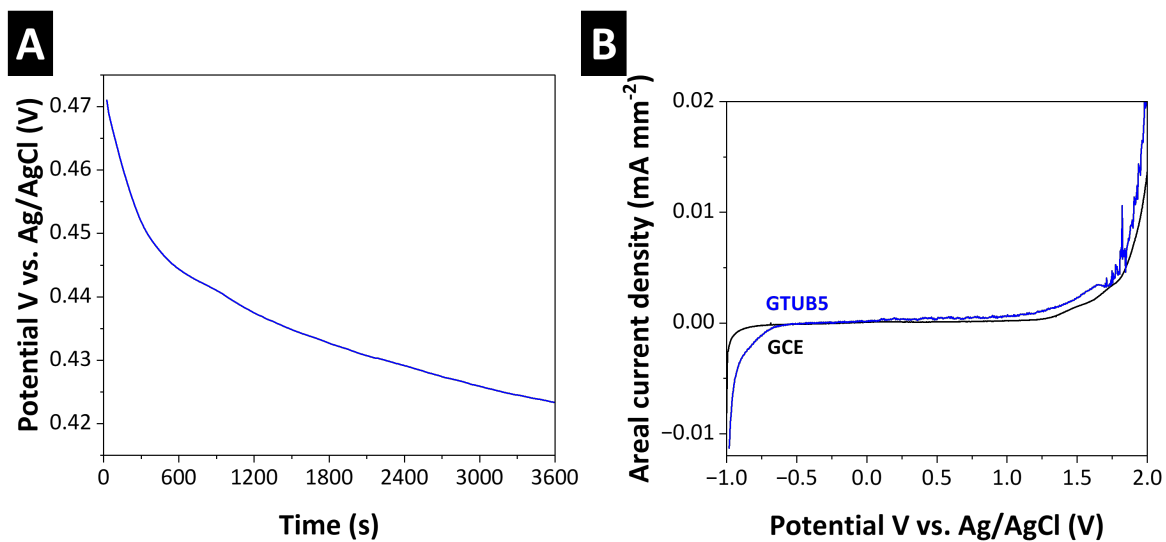 A
Potential V vs. Ag/AgCl (V)
0.47
0.46
0.45
0.44
0.43
0.42
0 600 1200 1800 2400 3000 3600
Time (s)
B
Areal current density (mA mm⁻²)
0.02
0.01
0.00
−0.01
GTUB5
GCE
−1.0 −0.5 0.0 0.5 1.0 1.5 2.0
Potential V vs. Ag/AgCl (V)